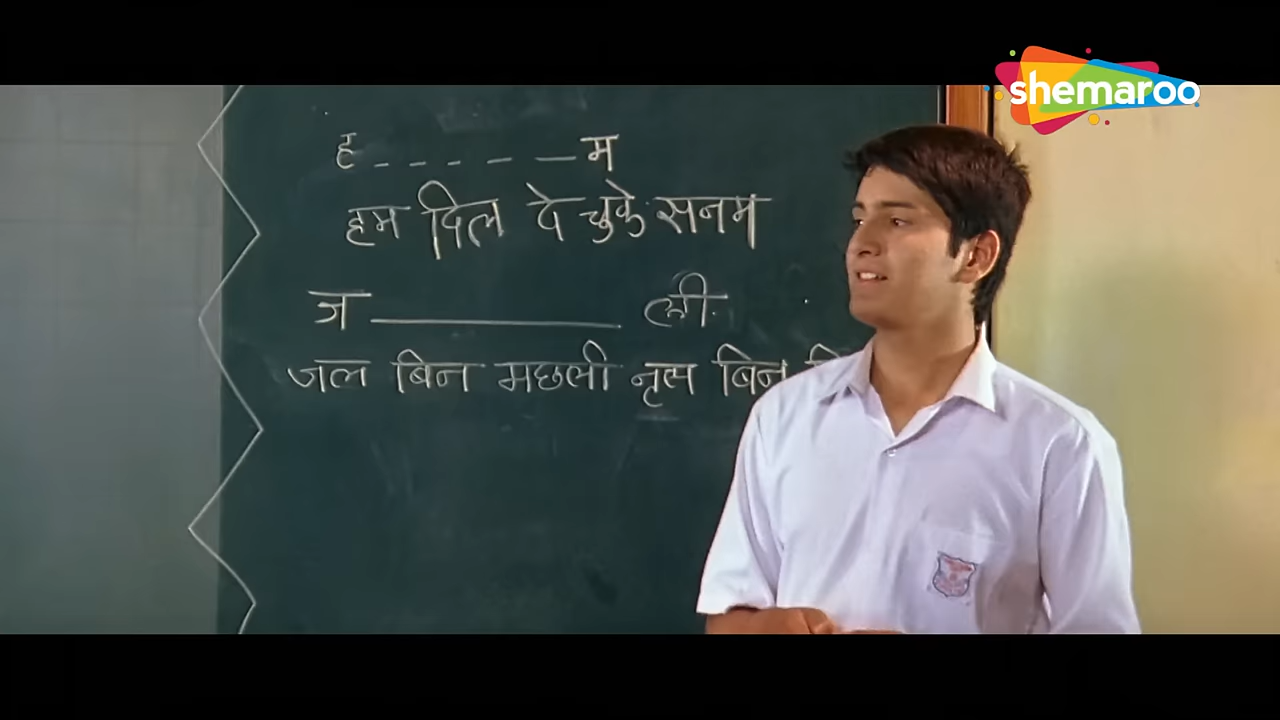 shemaroo
ह - - - - - म
हम दिल दे चुके सनम
ज ________ ली
जल बिन मछली नृत्य बिन